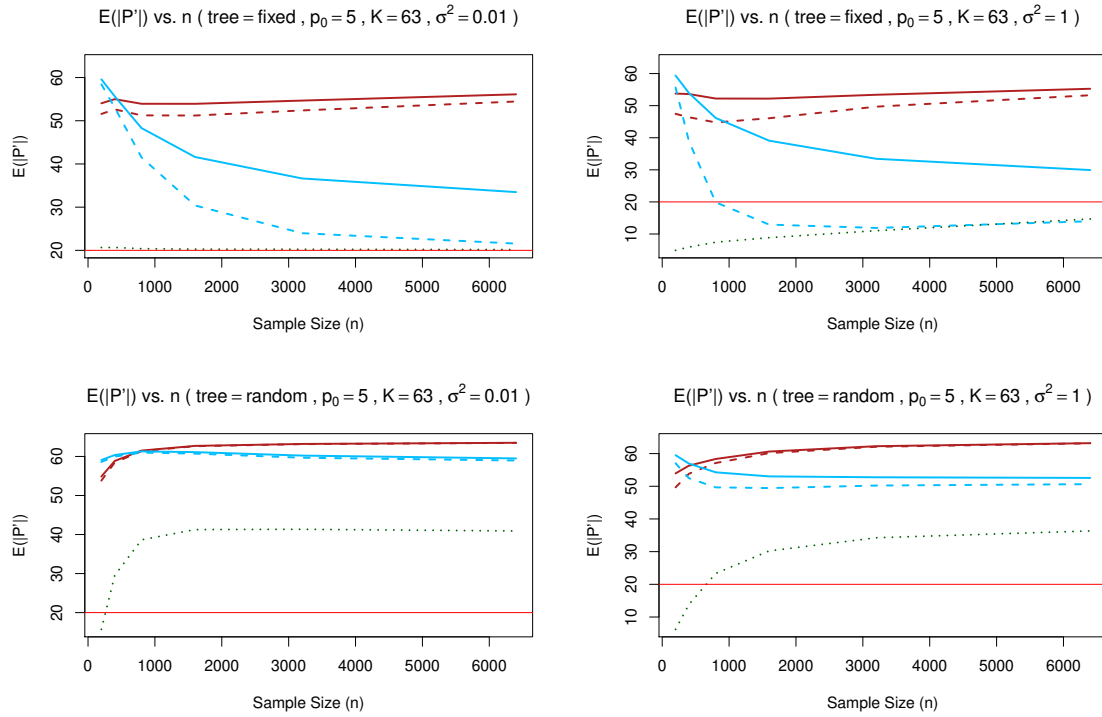 E(|P'|) vs. n ( tree = fixed , p₀ = 5 , K = 63 , σ² = 0.01 )
E(|P'|)
60
50
40
30
20
0 1000 2000 3000 4000 5000 6000
Sample Size (n)
E(|P'|) vs. n ( tree = fixed , p₀ = 5 , K = 63 , σ² = 1 )
E(|P'|)
60
50
40
30
20
10
0 1000 2000 3000 4000 5000 6000
Sample Size (n)
E(|P'|) vs. n ( tree = random , p₀ = 5 , K = 63 , σ² = 0.01 )
E(|P'|)
60
50
40
30
20
0 1000 2000 3000 4000 5000 6000
Sample Size (n)
E(|P'|) vs. n ( tree = random , p₀ = 5 , K = 63 , σ² = 1 )
E(|P'|)
60
50
40
30
20
10
0 1000 2000 3000 4000 5000 6000
Sample Size (n)